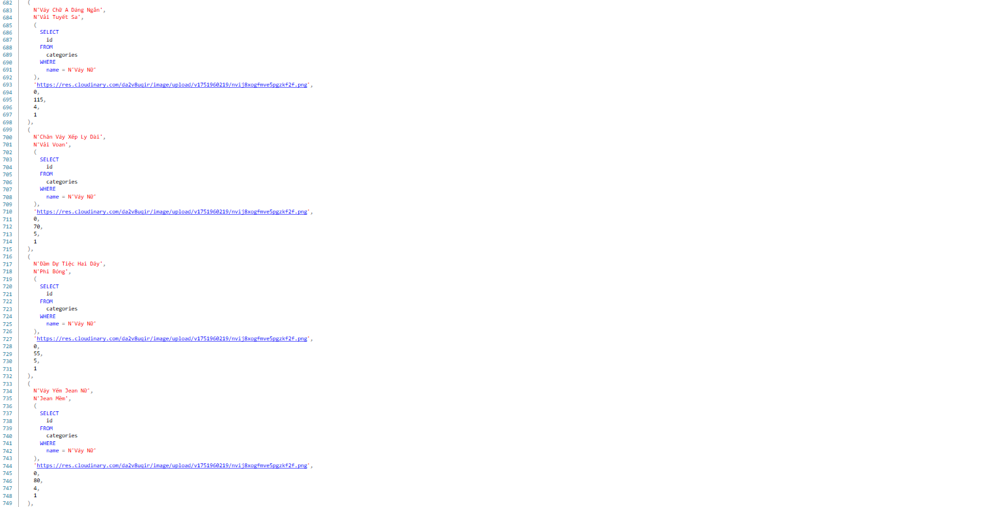 682 (
683 N'Váy Chữ A Dáng Ngắn',
684 N'Vải Tuyết Sa',
685 (
686 SELECT
687 id
688 FROM
689 categories
690 WHERE
691 name = N'Váy Nữ'
692 ),
693 'https://res.cloudinary.com/da2v8uqir/image/upload/v1751960219/nvij8xogfmve5pgzkf2f.png',
694 0,
695 115,
696 4,
697 1
698 ),
699 (
700 N'Chân Váy Xếp Ly Dài',
701 N'Vải Voan',
702 (
703 SELECT
704 id
705 FROM
706 categories
707 WHERE
708 name = N'Váy Nữ'
709 ),
710 'https://res.cloudinary.com/da2v8uqir/image/upload/v1751960219/nvij8xogfmve5pgzkf2f.png',
711 0,
712 70,
713 5,
714 1
715 ),
716 (
717 N'Đầm Dự Tiệc Hai Dây',
718 N'Phi Bóng',
719 (
720 SELECT
721 id
722 FROM
723 categories
724 WHERE
725 name = N'Váy Nữ'
726 ),
727 'https://res.cloudinary.com/da2v8uqir/image/upload/v1751960219/nvij8xogfmve5pgzkf2f.png',
728 0,
729 55,
730 5,
731 1
732 ),
733 (
734 N'Váy Yếm Jean Nữ',
735 N'Jean Mềm',
736 (
737 SELECT
738 id
739 FROM
740 categories
741 WHERE
742 name = N'Váy Nữ'
743 ),
744 'https://res.cloudinary.com/da2v8uqir/image/upload/v1751960219/nvij8xogfmve5pgzkf2f.png',
745 0,
746 80,
747 4,
748 1
749 ),